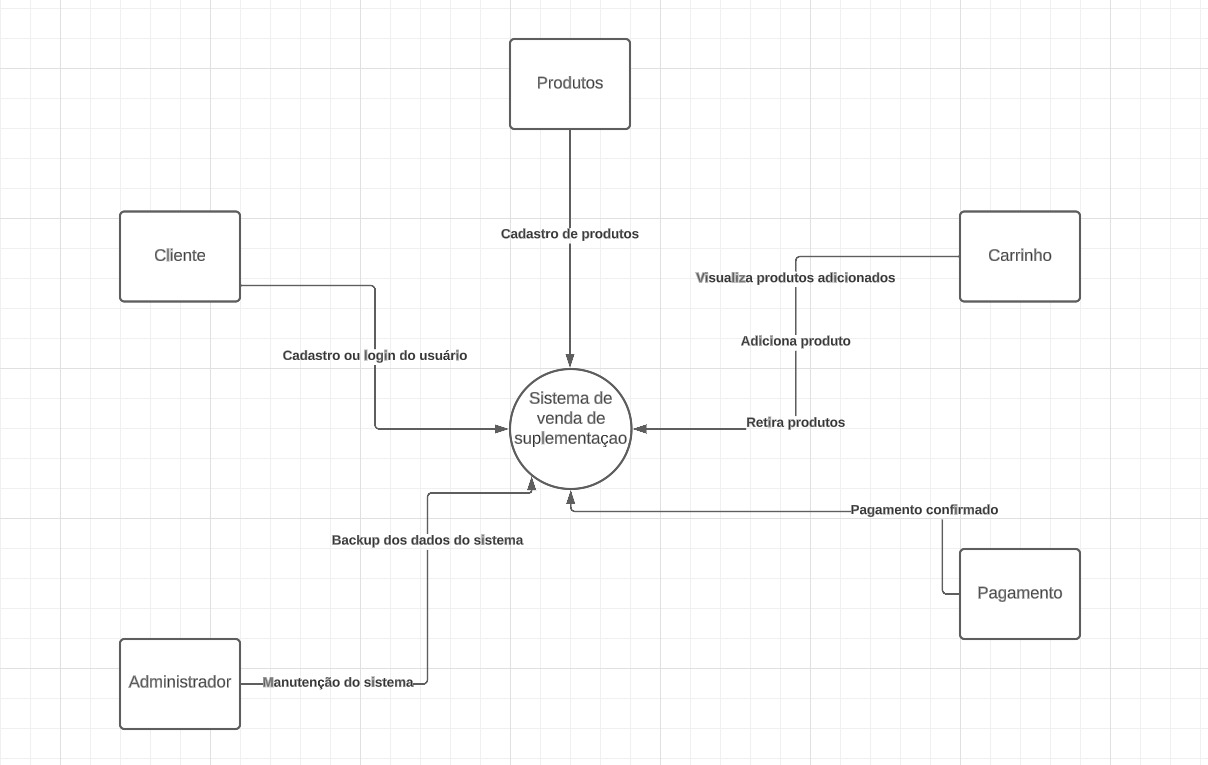 Produtos
Cadastro de produtos
Cliente
Carrinho
Visualiza produtos adicionados
Adiciona produto
Cadastro ou login do usuário
Sistema de
venda de
suplementaçao
Retira produtos
Pagamento confirmado
Backup dos dados do sistema
Pagamento
Administrador
Manutenção do sistema